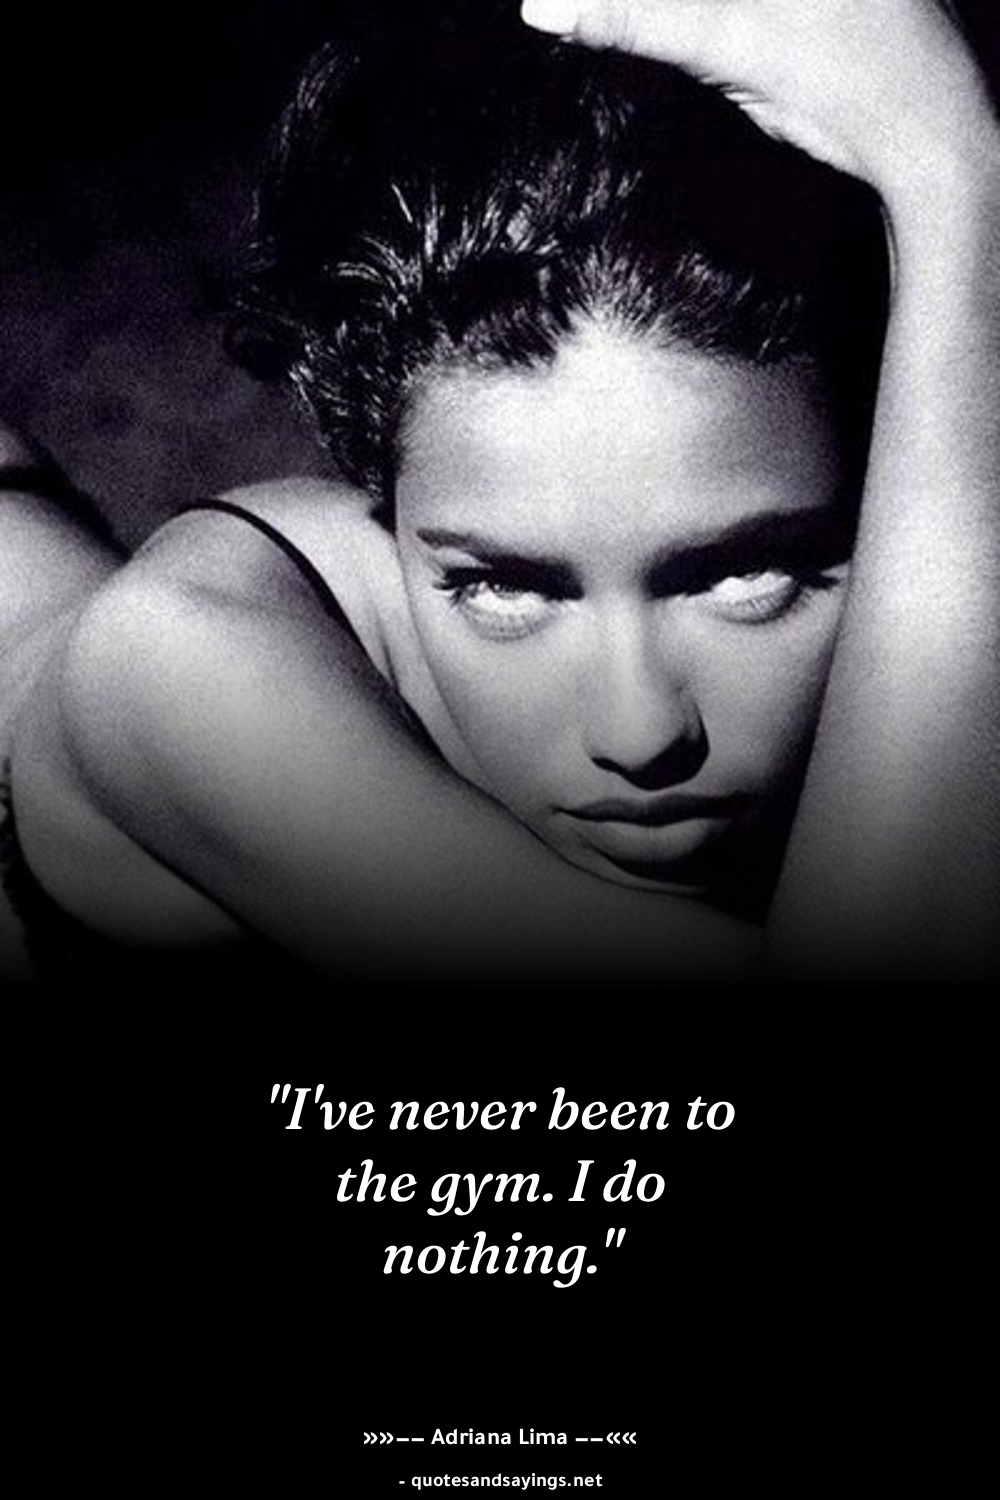 "I've never been to
the gym. I do
nothing."
»»–– Adriana Lima ––««
- quotesandsayings.net